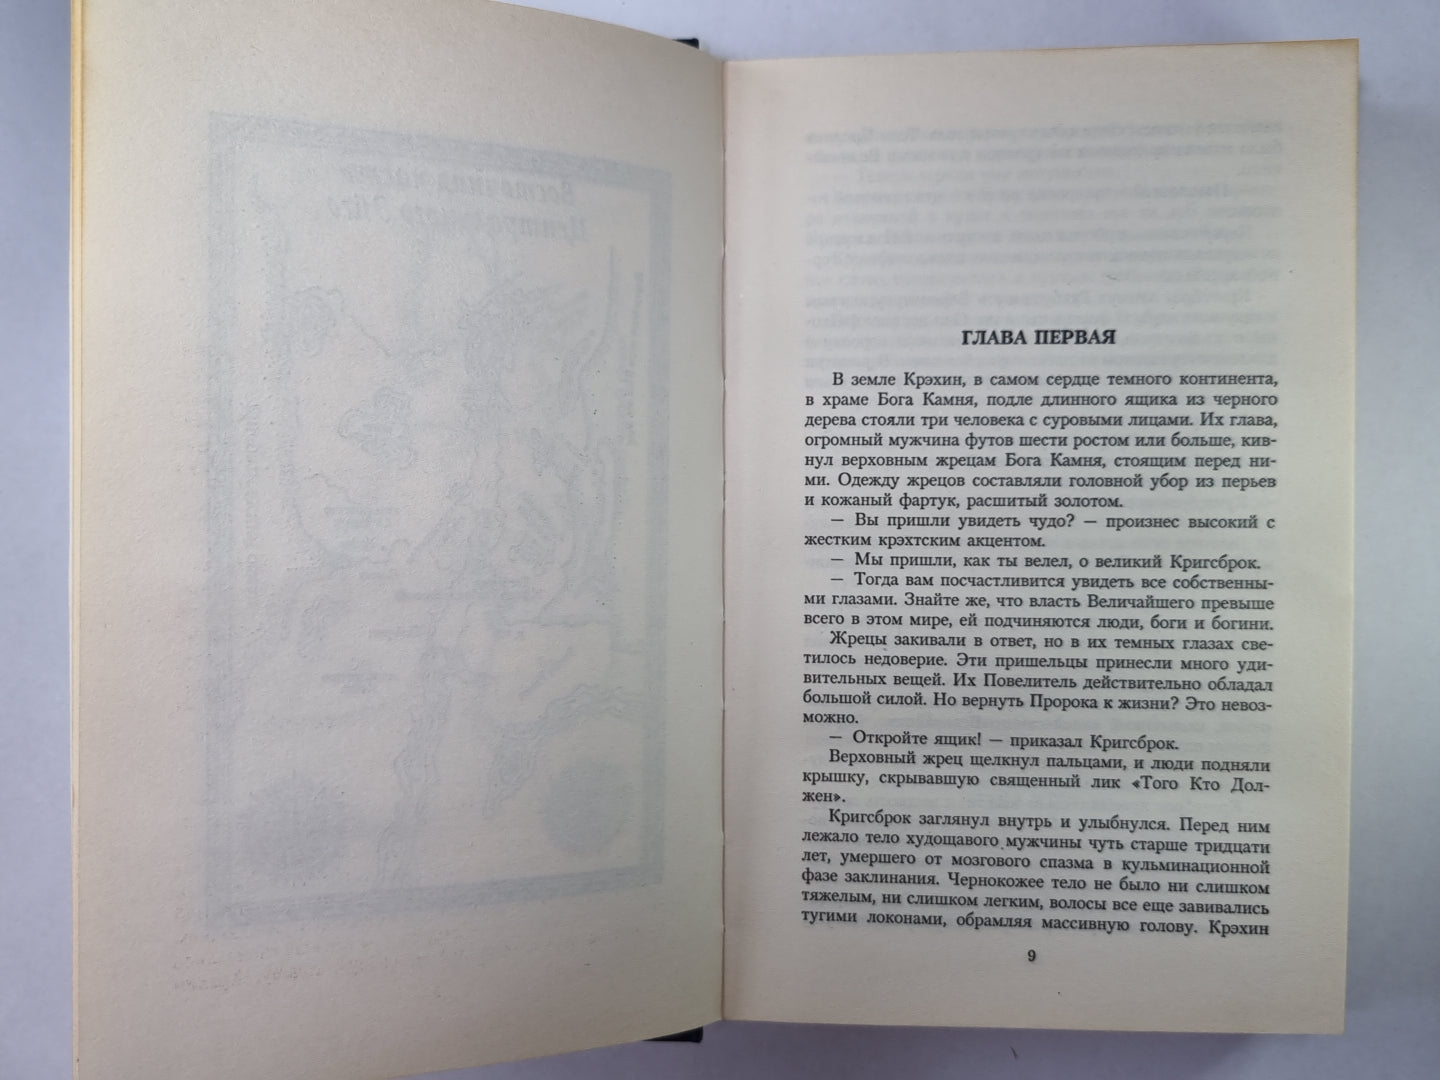 ГЛАВА ПЕРВАЯ
В земле Крэхин, в самом сердце темного континента,
в храме Бога Камня, подле длинного ящика из черного
дерева стояли три человека с суровыми лицами. Их глава,
огромный мужчина футов шести ростом или больше, кив-
нул верховным жрецам Бога Камня, стоящим перед ни-
ми. Одежду жрецов составляли головной убор из перьев
и кожаный фартук, расшитый золотом.
— Вы пришли увидеть чудо? — произнес высокий с
жестким крэхтским акцентом.
— Мы пришли, как ты велел, о великий Кригсброк.
— Тогда вам посчастливится увидеть все собственны-
ми глазами. Знайте же, что власть Величайшего превыше
всего в этом мире, ей подчиняются люди, боги и богини.
Жрецы закивали в ответ, но в их темных глазах све-
тилось недоверие. Эти пришельцы принесли много уди-
вительных вещей. Их Повелитель действительно обладал
большой силой. Но вернуть Пророка к жизни? Это невоз-
можно.
— Откройте ящик! — приказал Кригсброк.
Верховный жрец щелкнул пальцами, и люди подняли
крышку, скрывавшую священный лик «Того Кто Дол-
жен».
Кригсброк заглянул внутрь и улыбнулся. Перед ним
лежало тело худощавого мужчины чуть старше тридцати
лет, умершего от мозгового спазма в кульминационной
фазе заклинания. Чернокожее тело не было ни слишком
тяжелым, ни слишком легким, волосы все еще завивались
тугими локонами, обрамляя массивную голову. Крэхин
9